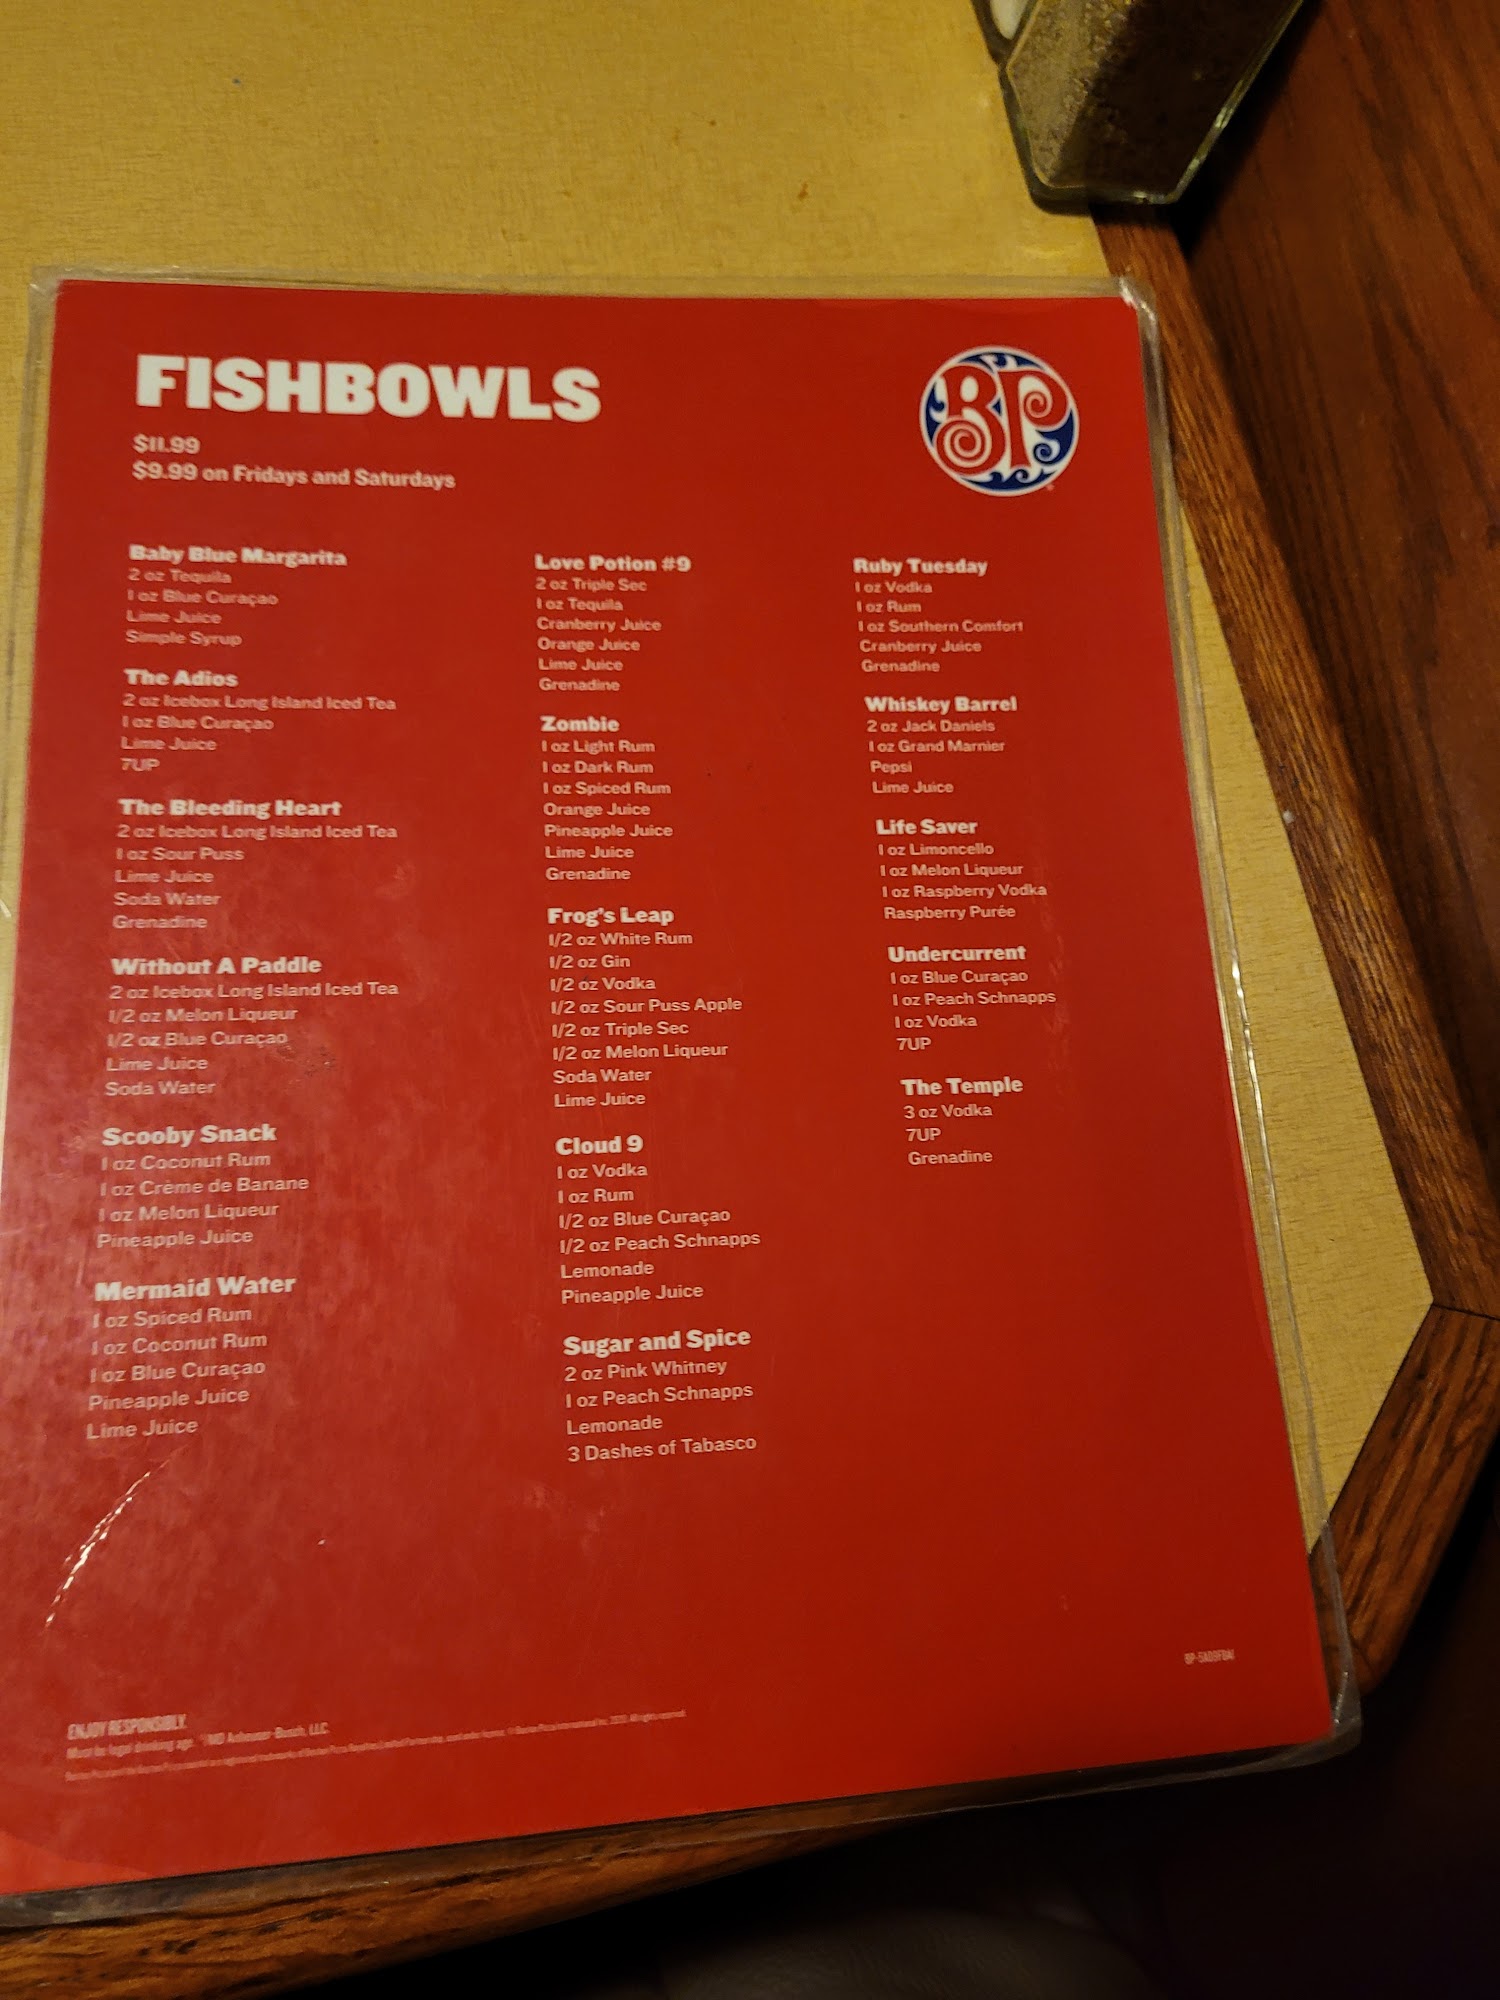 FISHBOWLS
$11.99
$9.99 on Fridays and Saturdays
BP
Baby Blue Margarita
2 oz Tequila
1 oz Blue Curaçao
Lime Juice
Simple Syrup
The Adios
2 oz Icebox Long Island Iced Tea
1 oz Blue Curaçao
Lime Juice
7UP
The Bleeding Heart
2 oz Icebox Long Island Iced Tea
1 oz Sour Puss
Lime Juice
Soda Water
Grenadine
Without A Paddle
2 oz Icebox Long Island Iced Tea
1/2 oz Melon Liqueur
1/2 oz Blue Curaçao
Lime Juice
Soda Water
Scooby Snack
1 oz Coconut Rum
1 oz Crème de Banane
1 oz Melon Liqueur
Pineapple Juice
Mermaid Water
1 oz Spiced Rum
1 oz Coconut Rum
1 oz Blue Curaçao
Pineapple Juice
Lime Juice
Love Potion #9
2 oz Triple Sec
1 oz Tequila
Cranberry Juice
Orange Juice
Lime Juice
Grenadine
Zombie
1 oz Light Rum
1 oz Dark Rum
1 oz Spiced Rum
Orange Juice
Pineapple Juice
Lime Juice
Grenadine
Frog's Leap
1/2 oz White Rum
1/2 oz Gin
1/2 oz Vodka
1/2 oz Sour Puss Apple
1/2 oz Triple Sec
1/2 oz Melon Liqueur
Soda Water
Lime Juice
Cloud 9
1 oz Vodka
1 oz Rum
1/2 oz Blue Curaçao
1/2 oz Peach Schnapps
Lemonade
Pineapple Juice
Sugar and Spice
2 oz Pink Whitney
1 oz Peach Schnapps
Lemonade
3 Dashes of Tabasco
Ruby Tuesday
1 oz Vodka
1 oz Rum
1 oz Southern Comfort
Cranberry Juice
Grenadine
Whiskey Barrel
2 oz Jack Daniels
1 oz Grand Marnier
Pepsi
Lime Juice
Life Saver
1 oz Limoncello
1 oz Melon Liqueur
1 oz Raspberry Vodka
Raspberry Purée
Undercurrent
1 oz Blue Curaçao
1 oz Peach Schnapps
1 oz Vodka
7UP
The Temple
3 oz Vodka
7UP
Grenadine
ENJOY RESPONSIBLY.
Must be legal drinking age. Anheuser-Busch, LLC.